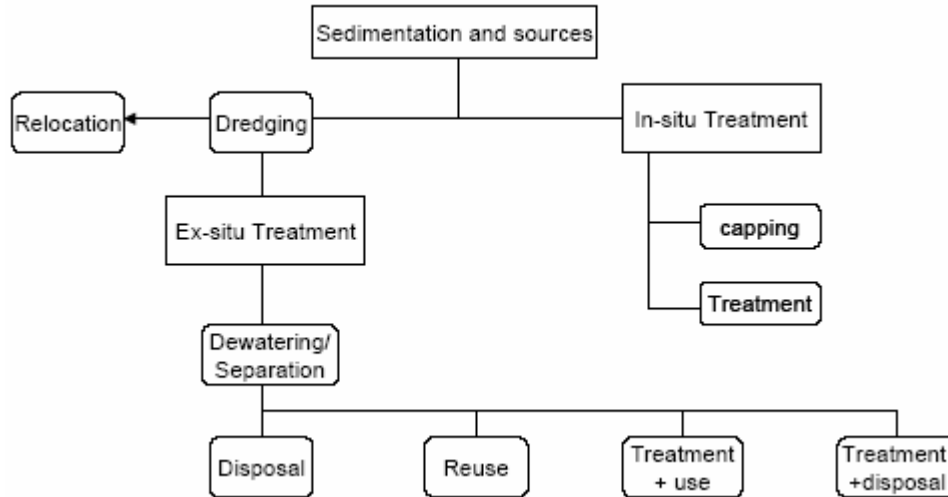 Sedimentation and sources
Relocation
Dredging
In-situ Treatment
Ex-situ Treatment
capping
Treatment
Dewatering/
Separation
Disposal
Reuse
Treatment
+ use
Treatment
+disposal